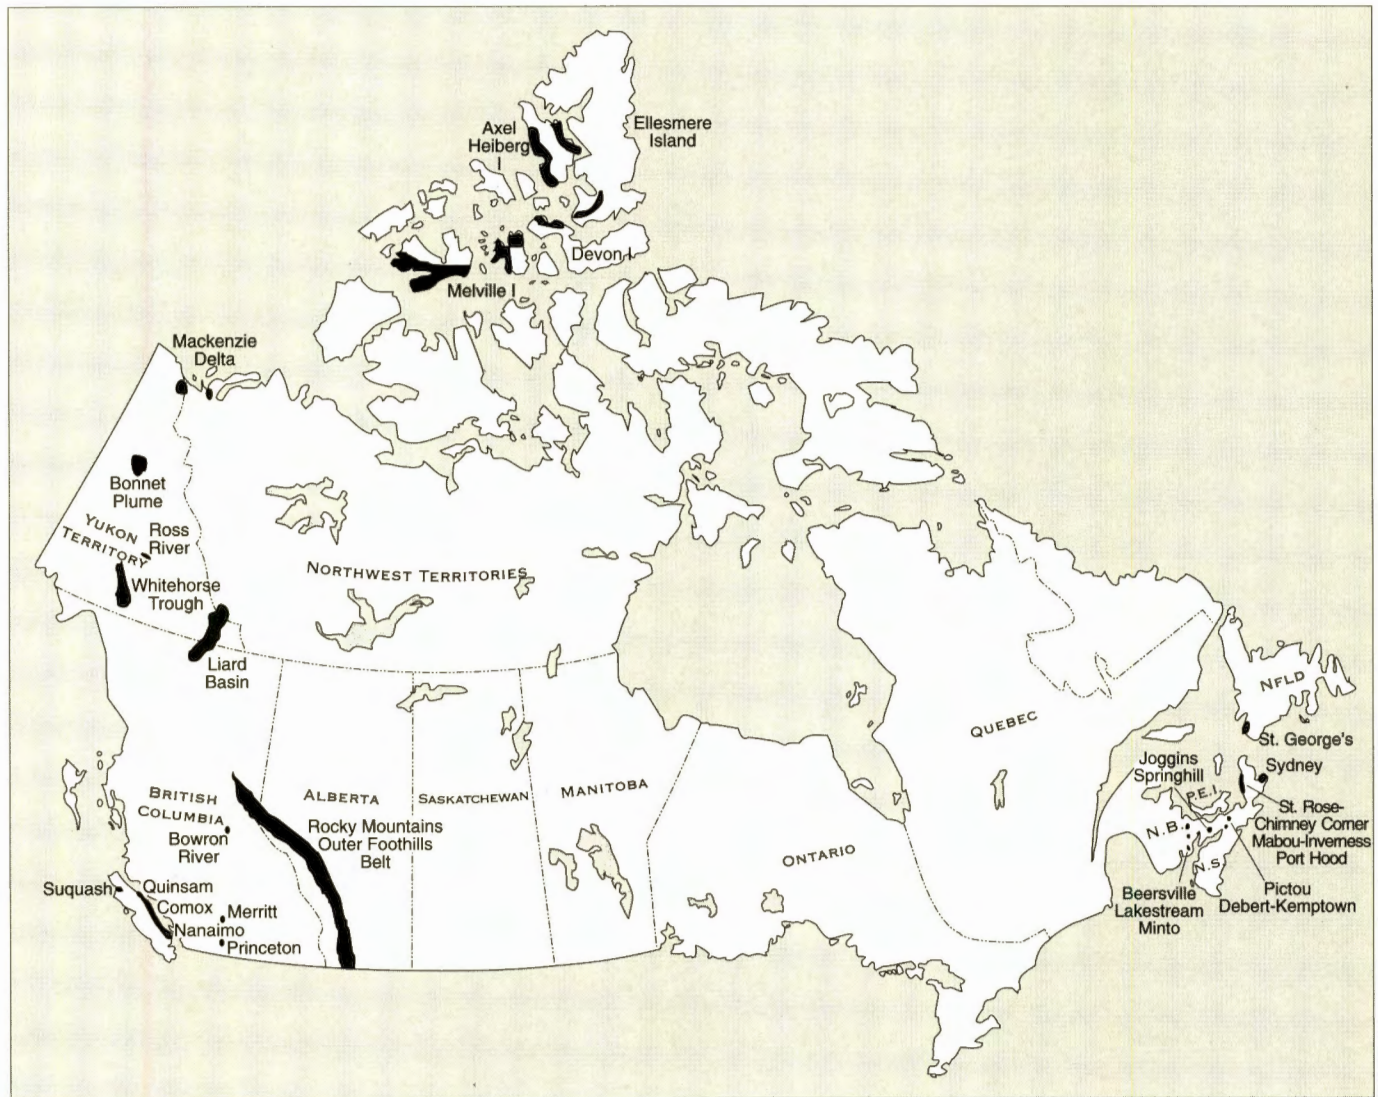 Axel
Heiberg
I
Ellesmere
Island
Devon I
Melville I
Mackenzie
Delta
Bonnet
Plume
YUKON
TERRITORY
Ross
River
Whitehorse
Trough
NORTHWEST TERRITORIES
Liard
Basin
BRITISH
COLUMBIA
Bowron
River
ALBERTA
Rocky Mountains
Outer Foothills
Belt
SASKATCHEWAN
MANITOBA
ONTARIO
QUEBEC
NFLD
St. George's
Suquash
Quinsam
Comox
Nanaimo
Merritt
Princeton
Joggins
Springhill
P.E.I.
Sydney
N.B.
N.S.
St. Rose-
Chimney Corner
Mabou-Inverness
Port Hood
Pictou
Debert-Kemptown
Beersville
Lakestream
Minto